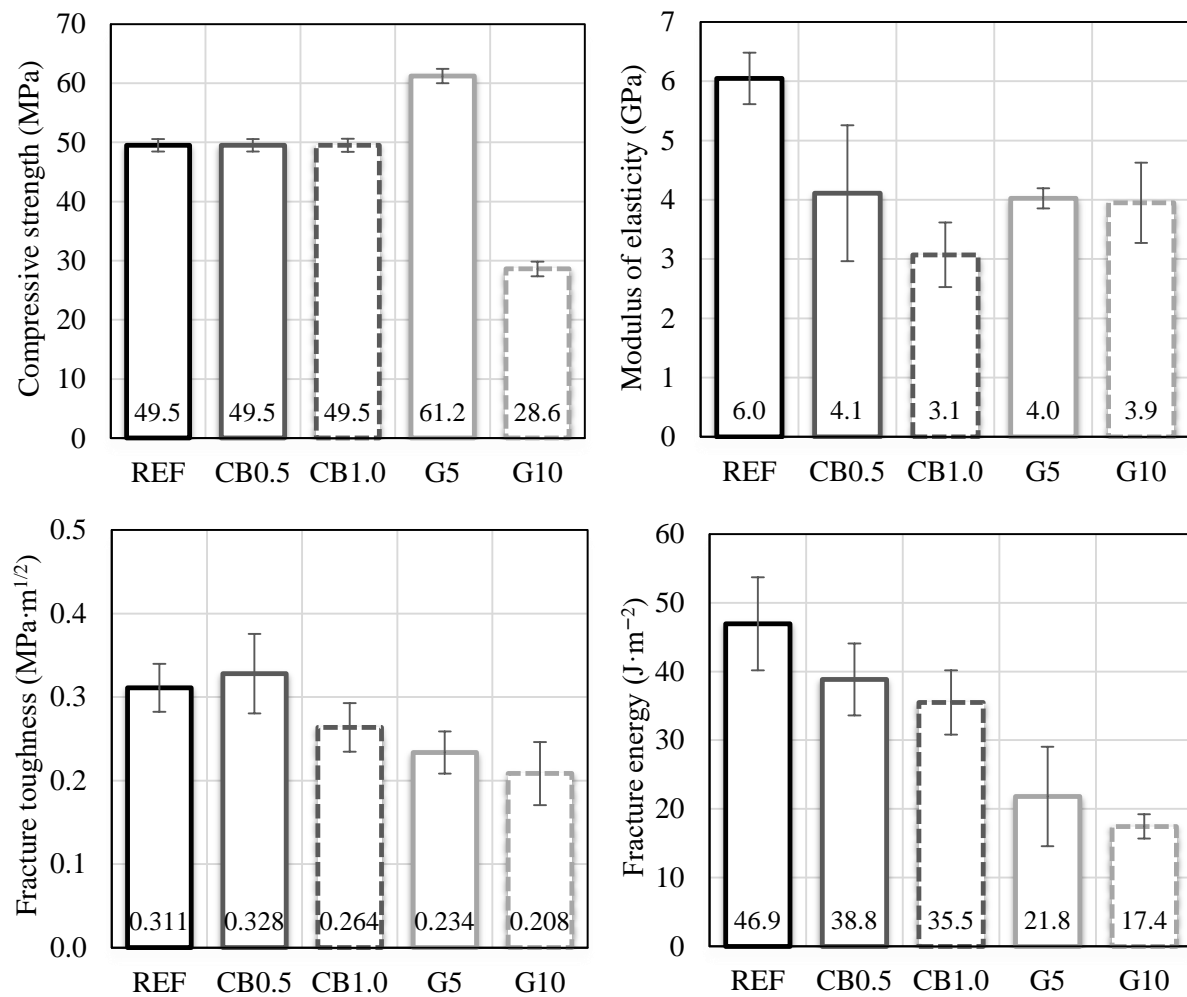 Compressive strength (MPa)
70
60
50
40
30
20
10
0
49.5 49.5 49.5 61.2 28.6
REF CB0.5 CB1.0 G5 G10
Modulus of elasticity (GPa)
7
6
5
4
3
2
1
0
6.0 4.1 3.1 4.0 3.9
REF CB0.5 CB1.0 G5 G10
Fracture toughness (MPa·m¹/²)
0.5
0.4
0.3
0.2
0.1
0.0
0.311 0.328 0.264 0.234 0.208
REF CB0.5 CB1.0 G5 G10
Fracture energy (J·m⁻²)
60
50
40
30
20
10
0
46.9 38.8 35.5 21.8 17.4
REF CB0.5 CB1.0 G5 G10